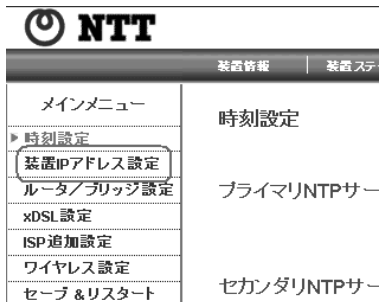 NTT
装置情報
装置ステ
メインメニュー
時刻設定
装置IPアドレス設定
ルータ/ブリッジ設定
xDSL設定
ISP追加設定
ワイヤレス設定
セーブ &リスタート
時刻設定
プライマリNTPサー
セカンダリNTPサー